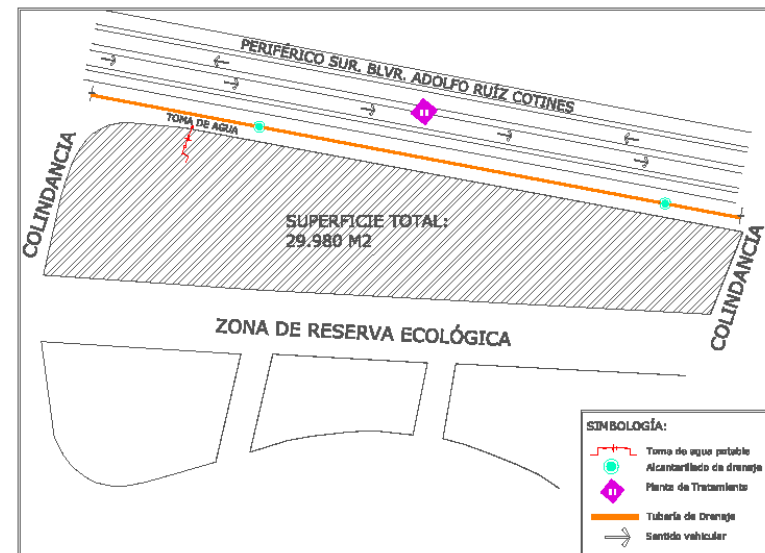 PERIFÉRICO SUR. BLVR. ADOLFO RUÍZ COTINES
TOMA DE AGUA
COLINDANCIA
SUPERFICIE TOTAL:
29.980 M2
COLINDANCIA
ZONA DE RESERVA ECOLÓGICA
SIMBOLOGÍA:
Toma de agua potable
Alcantarillado de drenaje
Planta de Tratamiento
Tubería de Drenaje
Sentido vehicular